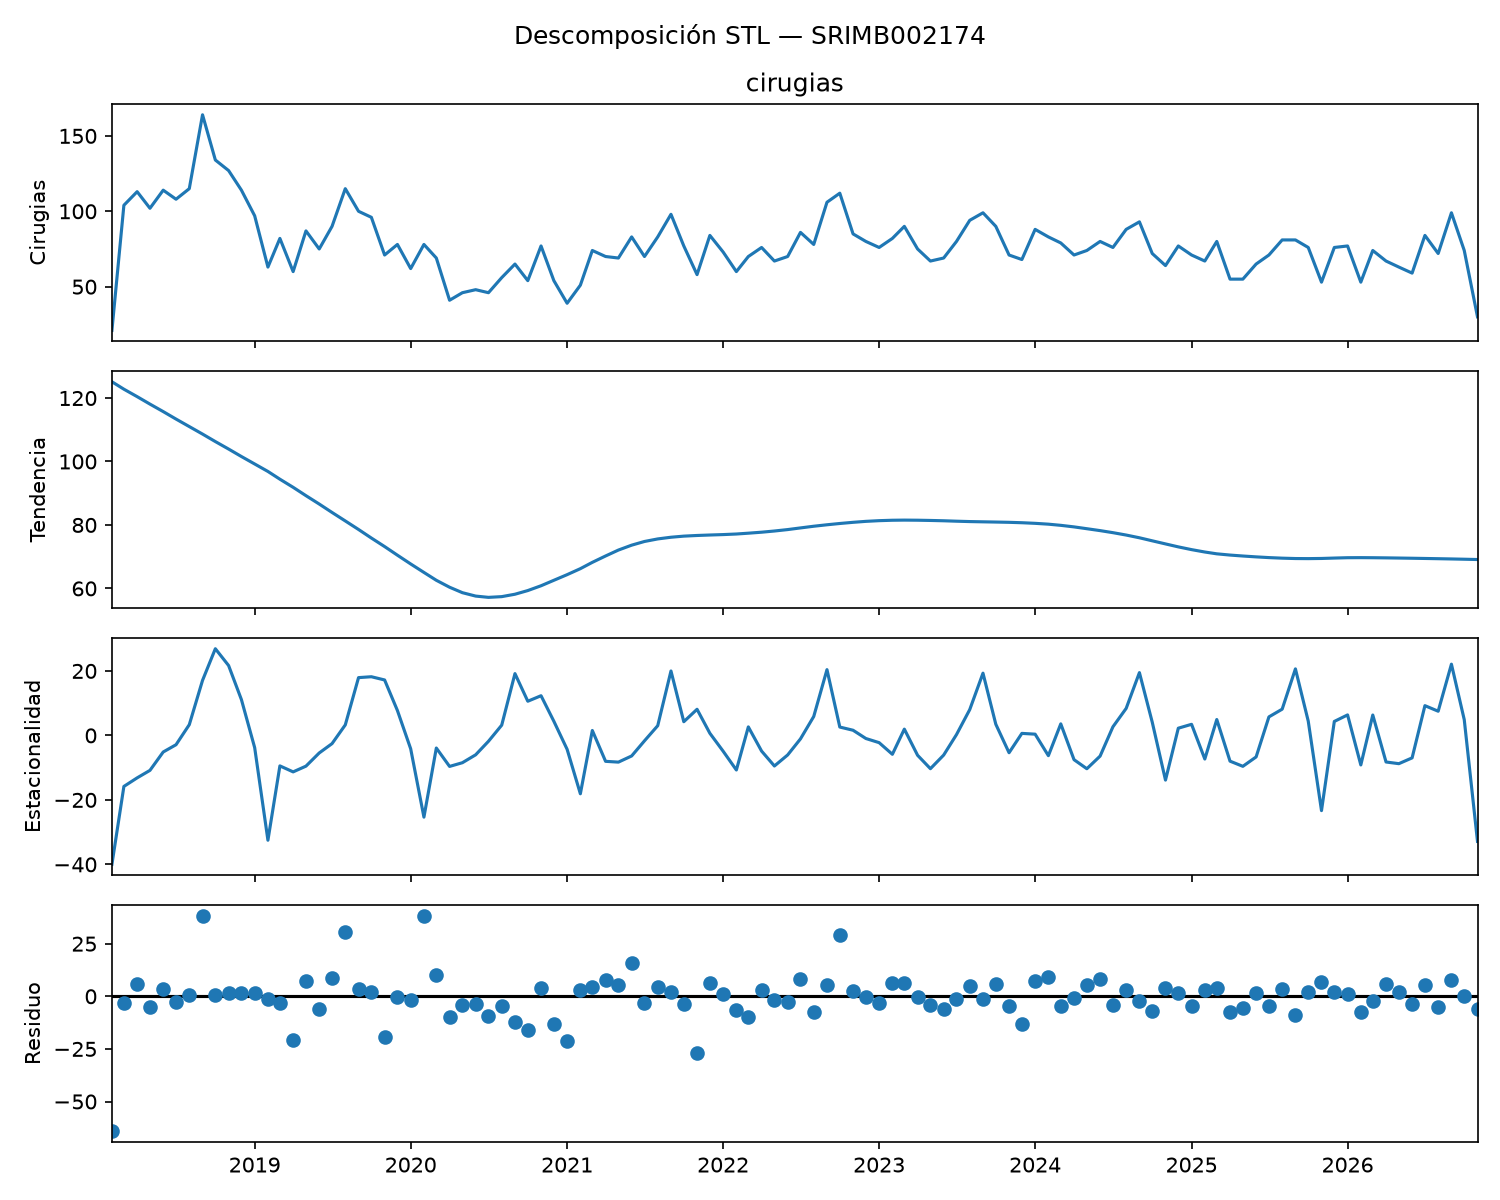 Descomposición STL — SRIMB002174
cirugias
150
100
50
Cirugias
120
100
80
60
Tendencia
20
0
−20
−40
Estacionalidad
25
0
−25
−50
Residuo
2019 2020 2021 2022 2023 2024 2025 2026